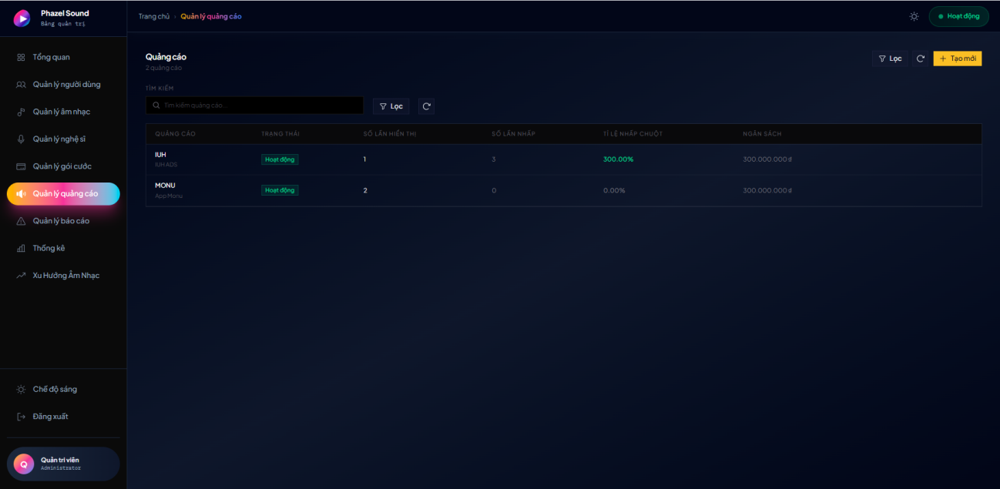 Phazel Sound
Bảng quản trị
Trang chủ › Quản lý quảng cáo
Hoạt động
Tổng quan
Quản lý người dùng
Quản lý âm nhạc
Quản lý nghệ sĩ
Quản lý gói cước
Quản lý quảng cáo
Quản lý báo cáo
Thống kê
Xu Hướng Âm Nhạc
Chế độ sáng
Đăng xuất
Q
Quản trị viên
Administrator
Quảng cáo
2 quảng cáo
Lọc
+ Tạo mới
TÌM KIẾM
Tìm kiếm quảng cáo...
Lọc
QUẢNG CÁO TRẠNG THÁI SỐ LẦN HIỂN THỊ SỐ LẦN NHẤP TỈ LỆ NHẤP CHUỘT NGÂN SÁCH
IUH Hoạt động 1 3 300.00% 300.000.000₫
IUH ADS
MONU Hoạt động 2 0 0.00% 300.000.000₫
App Monu